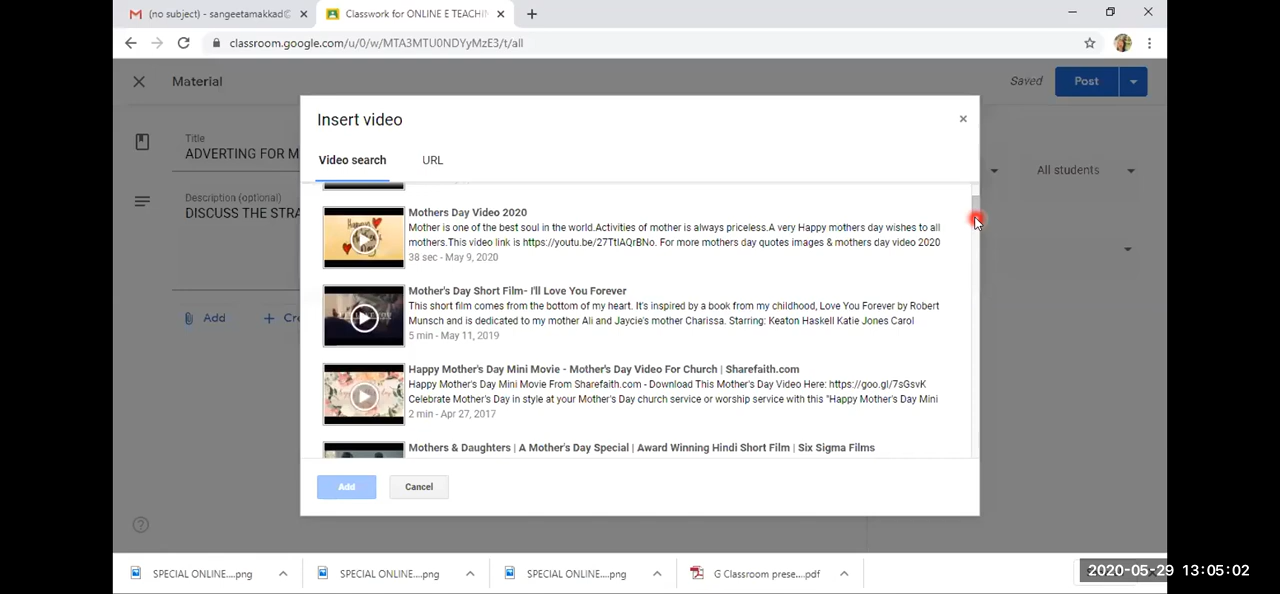 (no subject) - sangeetamakkad@
Classwork for ONLINE E TEACHIN
classroom.google.com/u/0/w/MTA3MTU0NDYyMzE3/t/all
Material
Saved
Post
Title
ADVERTING FOR M
Description (optional)
DISCUSS THE STRA
Add
Cre
All students
Insert video
Video search
URL
Mothers Day Video 2020
Mother is one of the best soul in the world.Activities of mother is always priceless.A very Happy mothers day wishes to all
mothers.This video link is https://youtu.be/27TtIAQrBNo. For more mothers day quotes images & mothers day video 2020
38 sec - May 9, 2020
Mother's Day Short Film- I'll Love You Forever
This short film comes from the bottom of my heart. It's inspired by a book from my childhood, Love You Forever by Robert
Munsch and is dedicated to my mother Ali and Jaycie's mother Charissa. Starring: Keaton Haskell Katie Jones Carol
5 min - May 11, 2019
Happy Mother's Day Mini Movie - Mother's Day Video For Church | Sharefaith.com
Happy Mother's Day Mini Movie From Sharefaith.com - Download This Mother's Day Video Here: https://goo.gl/7sGsvK
Celebrate Mother's Day in style at your Mother's Day church service or worship service with this "Happy Mother's Day Mini
2 min - Apr 27, 2017
Mothers & Daughters | A Mother's Day Special | Award Winning Hindi Short Film | Six Sigma Films
Add
Cancel
SPECIAL ONLINE....png
SPECIAL ONLINE....png
SPECIAL ONLINE....png
G Classroom prese....pdf
2020-05-29 13:05:02